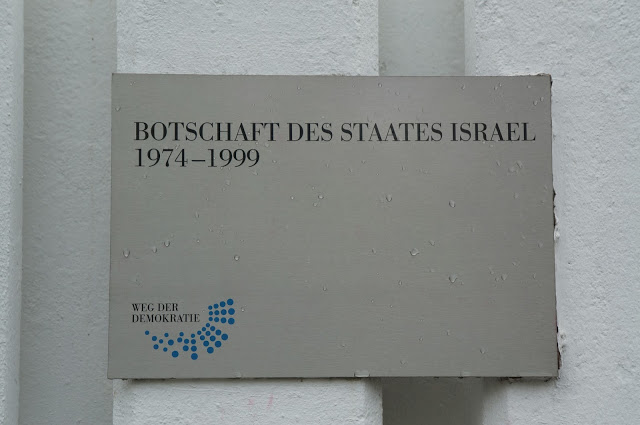 BOTSCHAFT DES STAATES ISRAEL
1974–1999
WEG DER
DEMOKRATIE